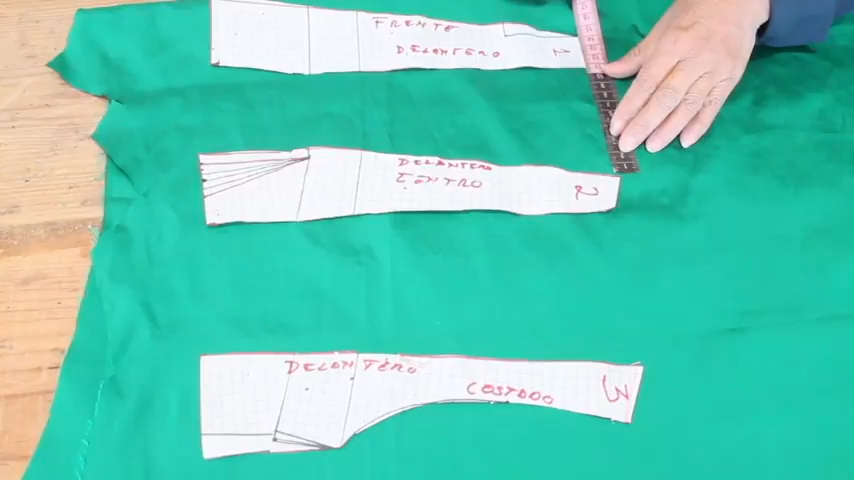 FRENTE
DELANTERO
1
DELANTERO
CENTRO
2
DELANTERO
COSTADO
3